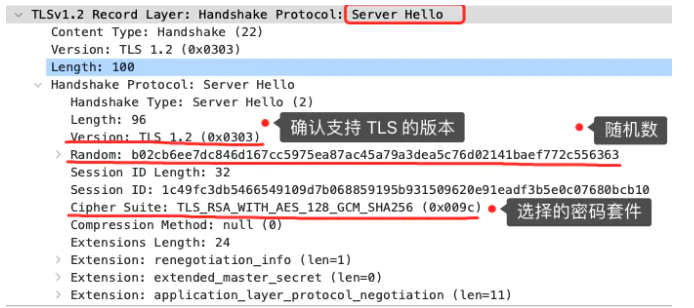 TLSv1.2 Record Layer: Handshake Protocol: Server Hello
Content Type: Handshake (22)
Version: TLS 1.2 (0x0303)
Length: 100
Handshake Protocol: Server Hello
Handshake Type: Server Hello (2)
Length: 96
确认支持 TLS 的版本
随机数
Version: TLS 1.2 (0x0303)
Random: b02cb6ee7dc846d167cc5975ea87ac45a79a3dea5c76d02141baef772c556363
Session ID Length: 32
Session ID: 1c49fc3db5466549109d7b068859195b931509620e91eadf3b5e0c07680bcb10
Cipher Suite: TLS_RSA_WITH_AES_128_GCM_SHA256 (0x009c)
选择的密码套件
Compression Method: null (0)
Extensions Length: 24
Extension: renegotiation_info (len=1)
Extension: extended_master_secret (len=0)
Extension: application_layer_protocol_negotiation (len=11)